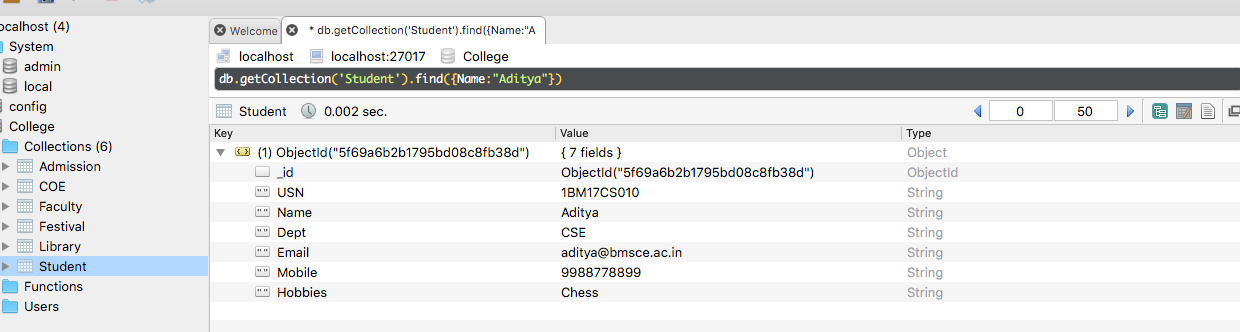 ocalhost (4)
System
admin
local
config
College
Collections (6)
Admission
COE
Faculty
Festival
Library
Student
Functions
Users
Welcome
* db.getCollection('Student').find({Name:"A
localhost localhost:27017 College
db.getCollection('Student').find({Name:"Aditya"})
Student 0.002 sec. 0 50
Key Value Type
(1) ObjectId("5f69a6b2b1795bd08c8fb38d") { 7 fields } Object
_id ObjectId("5f69a6b2b1795bd08c8fb38d") ObjectId
"" USN 1BM17CS010 String
"" Name Aditya String
"" Dept CSE String
"" Email aditya@bmsce.ac.in String
"" Mobile 9988778899 String
"" Hobbies Chess String